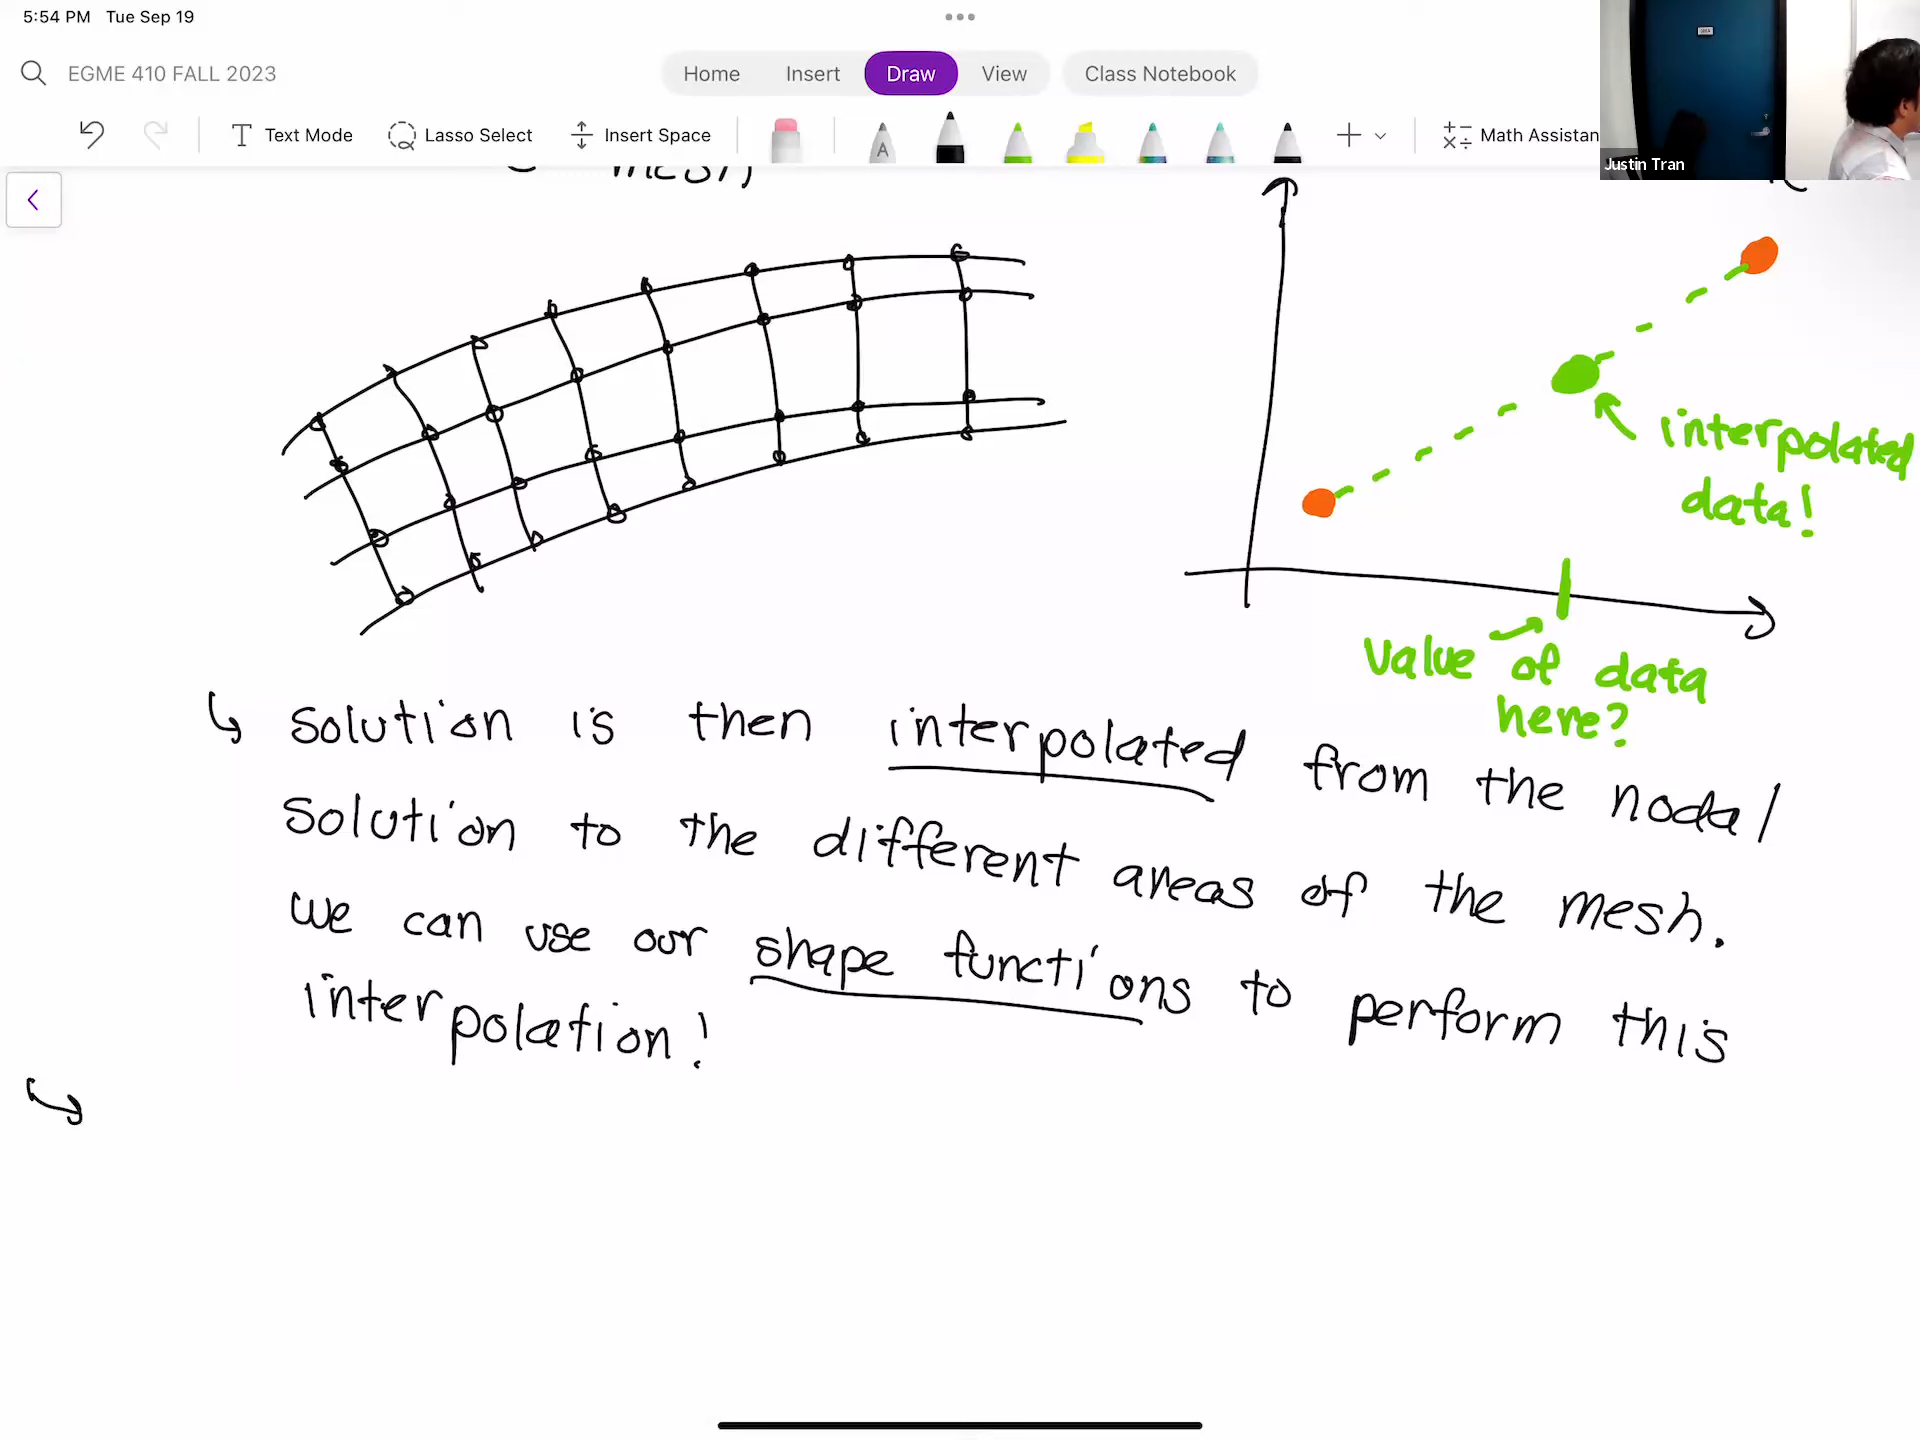 5:54 PM Tue Sep 19
EGME 410 FALL 2023
Home Insert Draw View Class Notebook
Text Mode Lasso Select Insert Space A Math Assistan
Justin Tran
mesh,
interpolated
data!
value of data
here?
solution is then interpolated from the nodal
solution to the different areas of the mesh.
we can use our shape functions to perform this
interpolation!